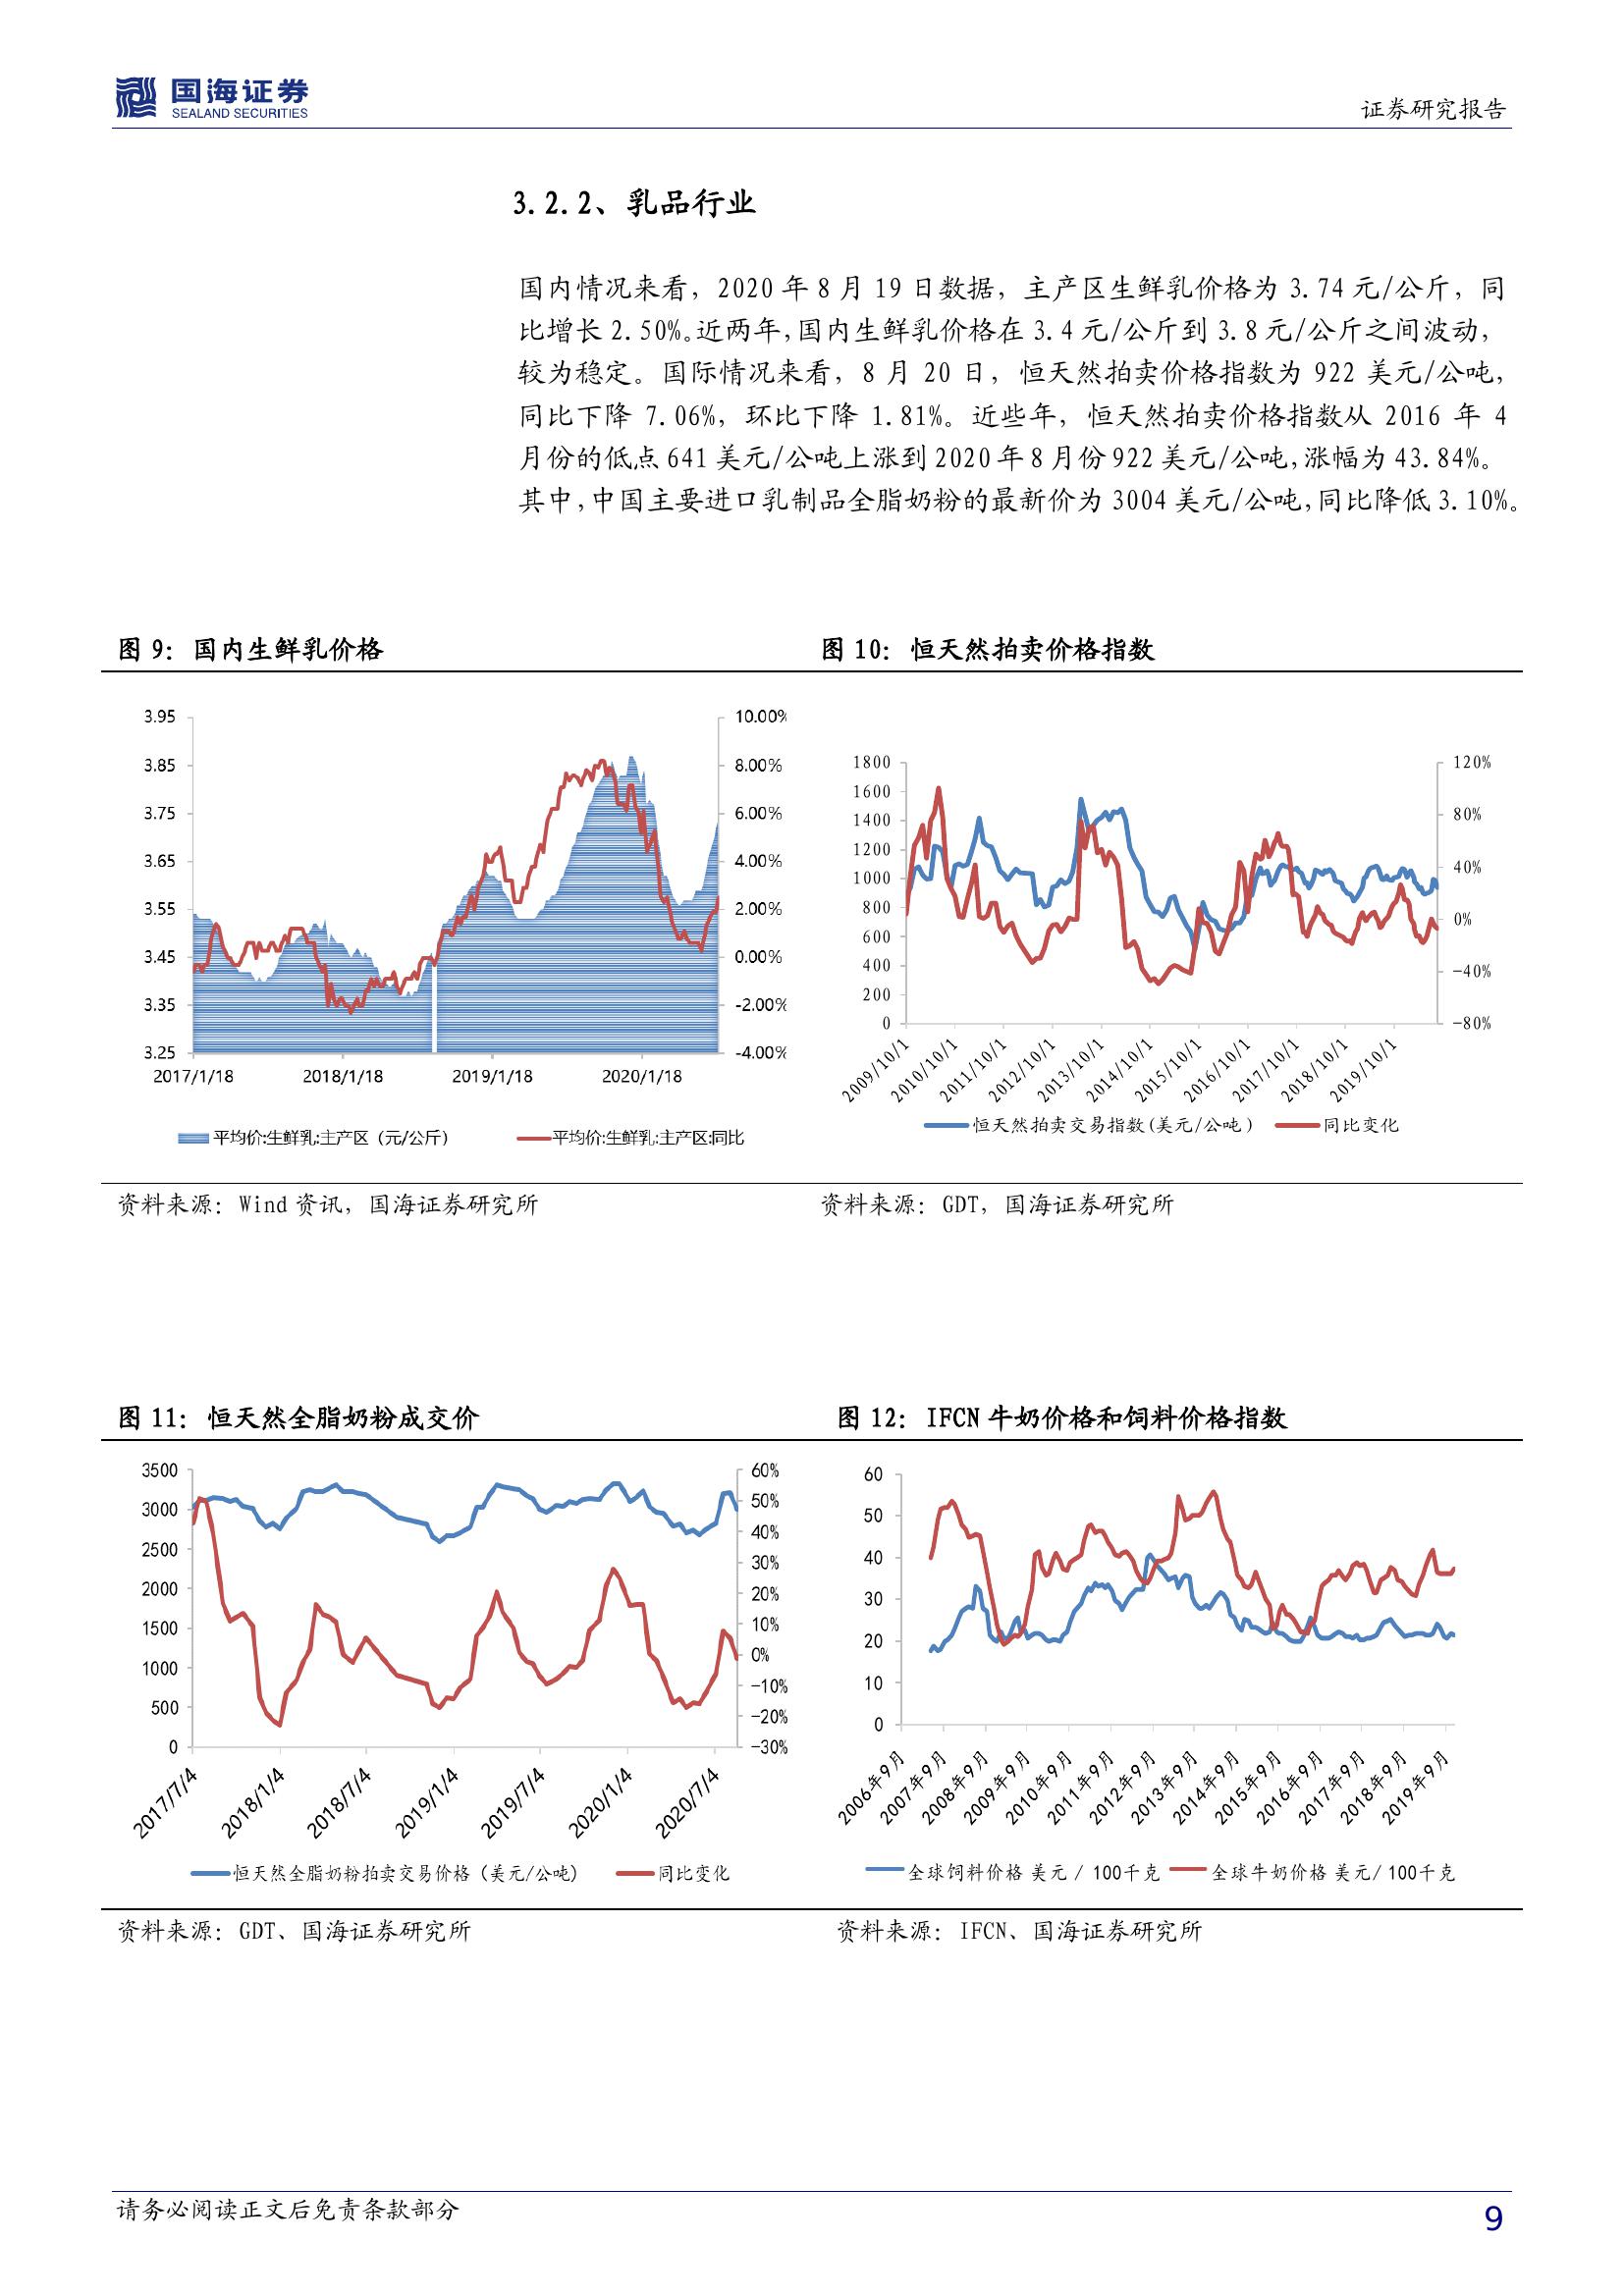 国海证券
SEALAND SECURITIES
证券研究报告
3.2.2、乳品行业
国内情况来看，2020 年 8 月 19 日数据，主产区生鲜乳价格为 3.74 元/公斤，同
比增长 2.50%。近两年，国内生鲜乳价格在 3.4 元/公斤到 3.8 元/公斤之间波动，
较为稳定。国际情况来看，8 月 20 日，恒天然拍卖价格指数为 922 美元/公吨，
同比下降 7.06%，环比下降 1.81%。近些年，恒天然拍卖价格指数从 2016 年 4
月份的低点 641 美元/公吨上涨到 2020 年 8 月份 922 美元/公吨，涨幅为 43.84%。
其中，中国主要进口乳制品全脂奶粉的最新价为 3004 美元/公吨，同比降低 3.10%。
图 9：国内生鲜乳价格
3.95
3.85
3.75
3.65
3.55
3.45
3.35
3.25
10.00%
8.00%
6.00%
4.00%
2.00%
0.00%
-2.00%
-4.00%
2017/1/18 2018/1/18 2019/1/18 2020/1/18
平均价:生鲜乳:主产区（元/公斤） 平均价:生鲜乳:主产区:同比
资料来源：Wind 资讯，国海证券研究所
图 10：恒天然拍卖价格指数
1800
1600
1400
1200
1000
800
600
400
200
0
120%
80%
40%
0%
-40%
-80%
2009/10/1 2010/10/1 2011/10/1 2012/10/1 2013/10/1 2014/10/1 2015/10/1 2016/10/1 2017/10/1 2018/10/1 2019/10/1
恒天然拍卖交易指数(美元/公吨) 同比变化
资料来源：GDT，国海证券研究所
图 11：恒天然全脂奶粉成交价
3500
3000
2500
2000
1500
1000
500
0
60%
50%
40%
30%
20%
10%
0%
-10%
-20%
-30%
2017/7/4 2018/1/4 2018/7/4 2019/1/4 2019/7/4 2020/1/4 2020/7/4
恒天然全脂奶粉拍卖交易价格（美元/公吨） 同比变化
资料来源：GDT、国海证券研究所
图 12：IFCN 牛奶价格和饲料价格指数
60
50
40
30
20
10
0
2006年9月 2007年9月 2008年9月 2009年9月 2010年9月 2011年9月 2012年9月 2013年9月 2014年9月 2015年9月 2016年9月 2017年9月 2018年9月 2019年9月
全球饲料价格 美元 / 100千克 全球牛奶价格 美元/ 100千克
资料来源：IFCN、国海证券研究所
请务必阅读正文后免责条款部分
9